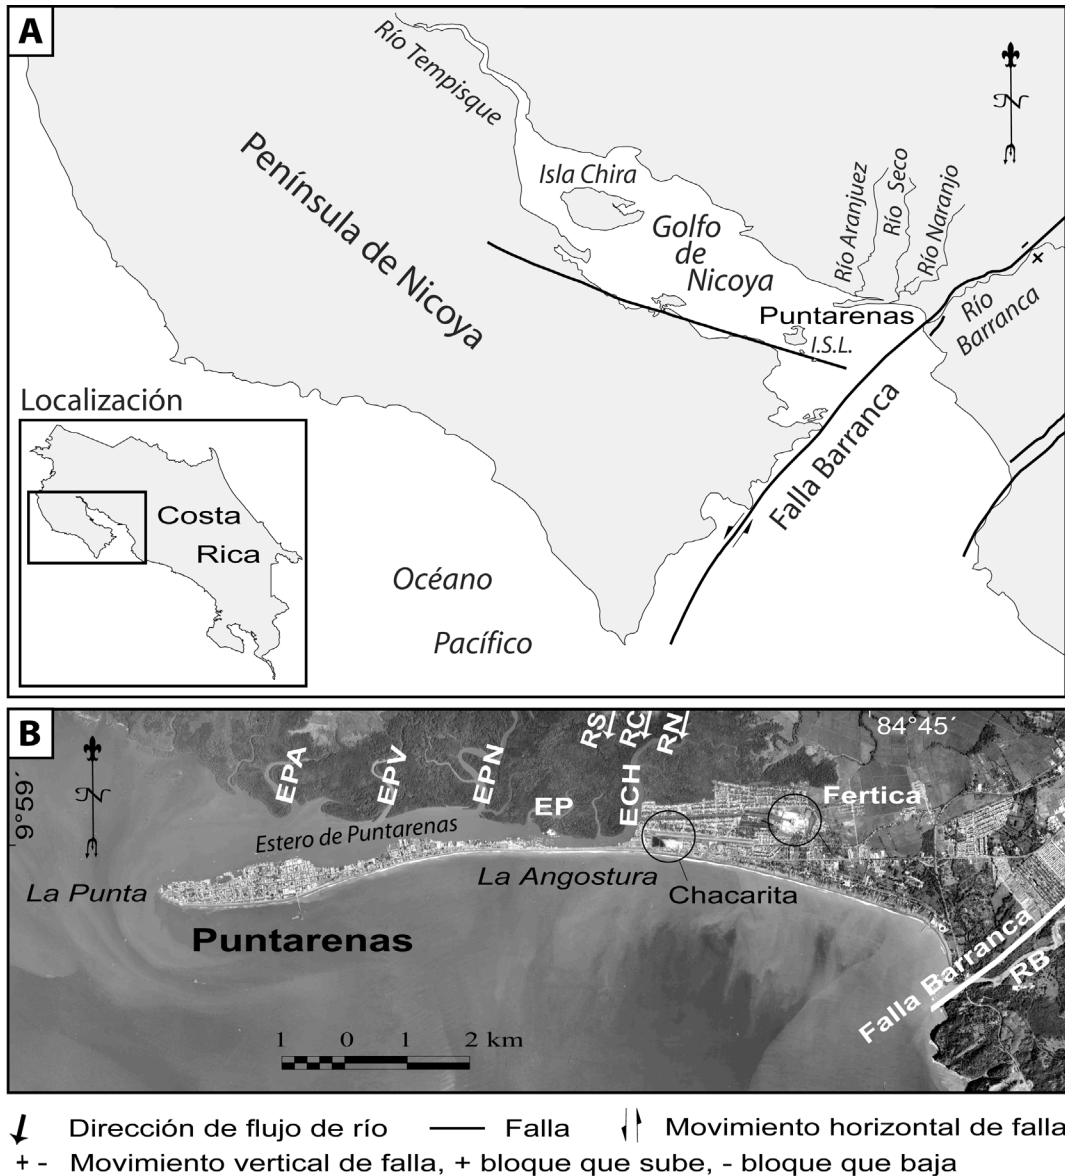 A
Río Tempisque
Península de Nicoya
Isla Chira
Golfo
de
Nicoya
Río Aranjuez
Río Seco
Río Naranjo
N
-
+
Puntarenas
I.S.L.
Río
Barranca
Falla Barranca
Océano
Pacífico
Localización
Costa
Rica
B
9°59´
N
84°45´
EPA
EPV
EPN
EP
ECH
RS
RC
RN
Fertica
Estero de Puntarenas
La Punta
La Angostura
Chacarita
Puntarenas
Falla Barranca
RB
1 0 1 2 km
Dirección de flujo de río Falla Movimiento horizontal de falla
+ - Movimiento vertical de falla, + bloque que sube, - bloque que baja